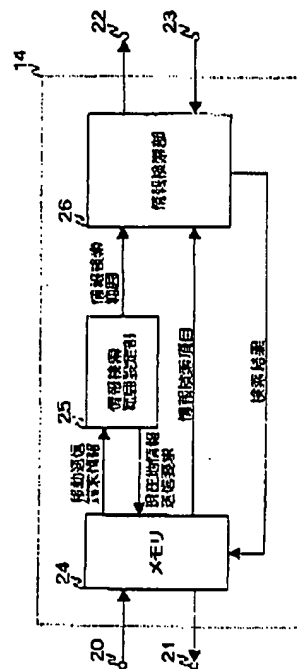 14
22
23
26
情報検索部
情報検索
範囲
25
情報検索
範囲設定部
移動通信
端末情報
現在地情報
送信要求
情報検索項目
検索結果
24
メモリ
20
21